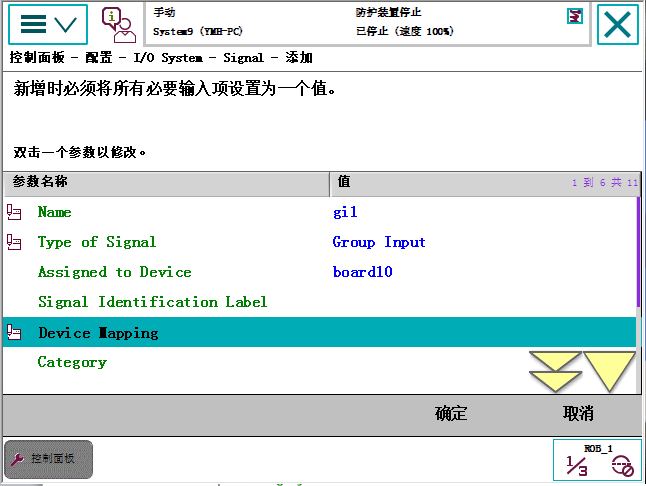 手动
防护装置停止
System9 (YMH-PC)
已停止 (速度 100%)
控制面板 - 配置 - I/O System - Signal - 添加
新增时必须将所有必要输入项设置为一个值。
双击一个参数以修改。
参数名称
值
1 到 6 共 11
Name
gi1
Type of Signal
Group Input
Assigned to Device
board10
Signal Identification Label
Device Mapping
Category
确定
取消
控制面板
ROB_1
1/3